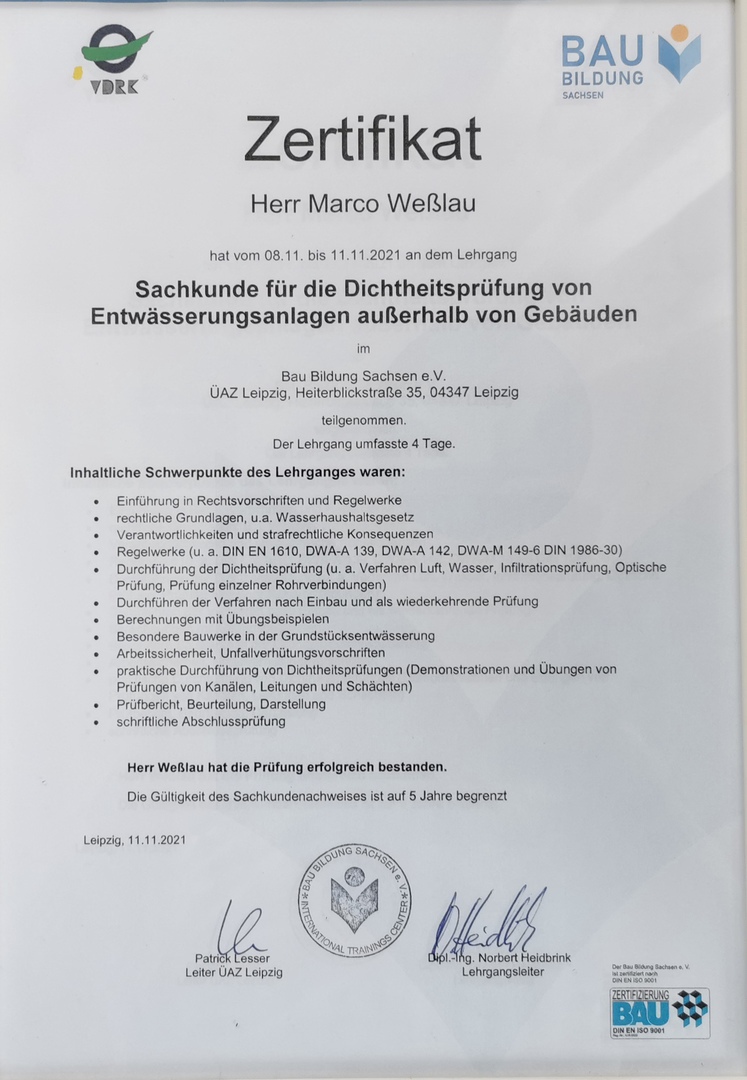 VDRK
BAU
BILDUNG
SACHSEN
Zertifikat
Herr Marco Weßlau
hat vom 08.11. bis 11.11.2021 an dem Lehrgang
Sachkunde für die Dichtheitsprüfung von
Entwässerungsanlagen außerhalb von Gebäuden
im
Bau Bildung Sachsen e.V.
ÜAZ Leipzig, Heiterblickstraße 35, 04347 Leipzig
teilgenommen.
Der Lehrgang umfasste 4 Tage.
Inhaltliche Schwerpunkte des Lehrganges waren:
• Einführung in Rechtsvorschriften und Regelwerke
• rechtliche Grundlagen, u.a. Wasserhaushaltsgesetz
• Verantwortlichkeiten und strafrechtliche Konsequenzen
• Regelwerke (u. a. DIN EN 1610, DWA-A 139, DWA-A 142, DWA-M 149-6 DIN 1986-30)
• Durchführung der Dichtheitsprüfung (u. a. Verfahren Luft, Wasser, Infiltrationsprüfung, Optische
Prüfung, Prüfung einzelner Rohrverbindungen)
• Durchführen der Verfahren nach Einbau und als wiederkehrende Prüfung
• Berechnungen mit Übungsbeispielen
• Besondere Bauwerke in der Grundstücksentwässerung
• Arbeitssicherheit, Unfallverhütungsvorschriften
• praktische Durchführung von Dichtheitsprüfungen (Demonstrationen und Übungen von
Prüfungen von Kanälen, Leitungen und Schächten)
• Prüfbericht, Beurteilung, Darstellung
• schriftliche Abschlussprüfung
Herr Weßlau hat die Prüfung erfolgreich bestanden.
Die Gültigkeit des Sachkundenachweises ist auf 5 Jahre begrenzt
Leipzig, 11.11.2021
BAU BILDUNG SACHSEN e. V.
INTERNATIONAL TRAININGS CENTER
Patrick Lesser
Leiter ÜAZ Leipzig
Dipl.-Ing. Norbert Heidbrink
Lehrgangsleiter
Der Bau Bildung Sachsen e. V.
ist zertifiziert nach
DIN EN ISO 9001
ZERTIFIZIERUNG
BAU
DIN EN ISO 9001